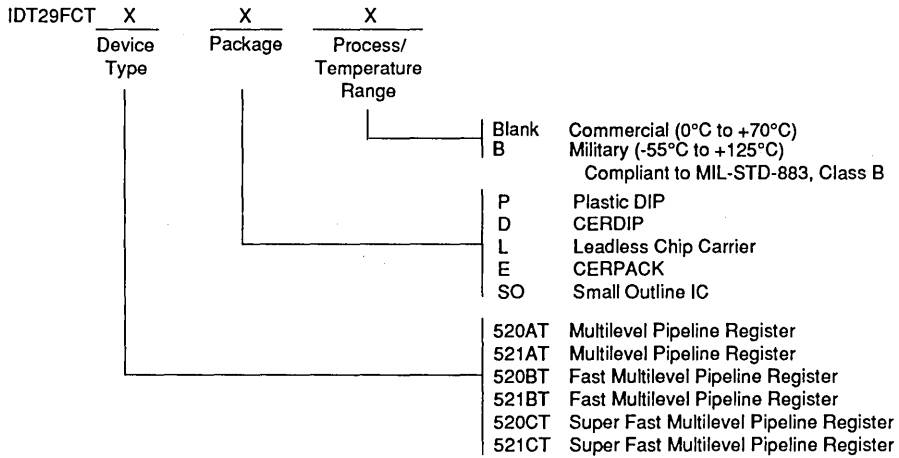 IDT29FCT X X X
Device Type
Package
Process/
Temperature
Range
Blank Commercial (0°C to +70°C)
B Military (-55°C to +125°C)
Compliant to MIL-STD-883, Class B
P Plastic DIP
D CERDIP
L Leadless Chip Carrier
E CERPACK
SO Small Outline IC
520AT Multilevel Pipeline Register
521AT Multilevel Pipeline Register
520BT Fast Multilevel Pipeline Register
521BT Fast Multilevel Pipeline Register
520CT Super Fast Multilevel Pipeline Register
521CT Super Fast Multilevel Pipeline Register